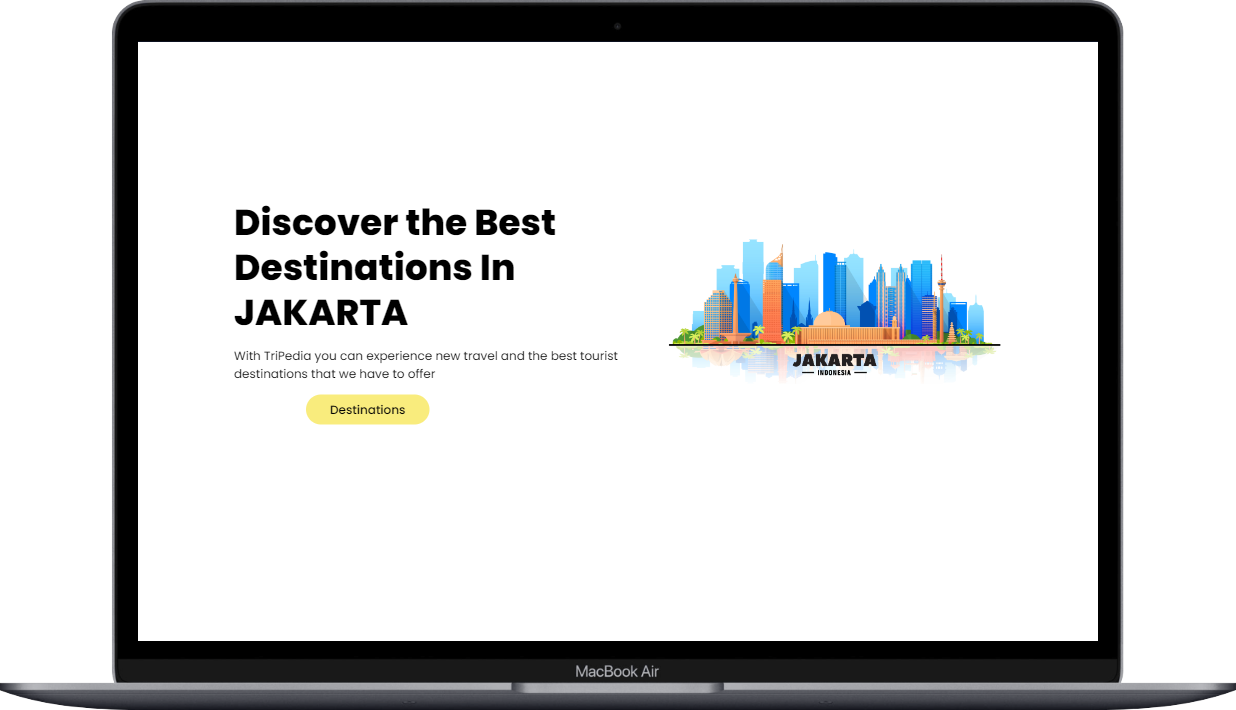 Discover the Best
Destinations In
JAKARTA
With TriPedia you can experience new travel and the best tourist
destinations that we have to offer
Destinations
JAKARTA
INDONESIA
MacBook Air